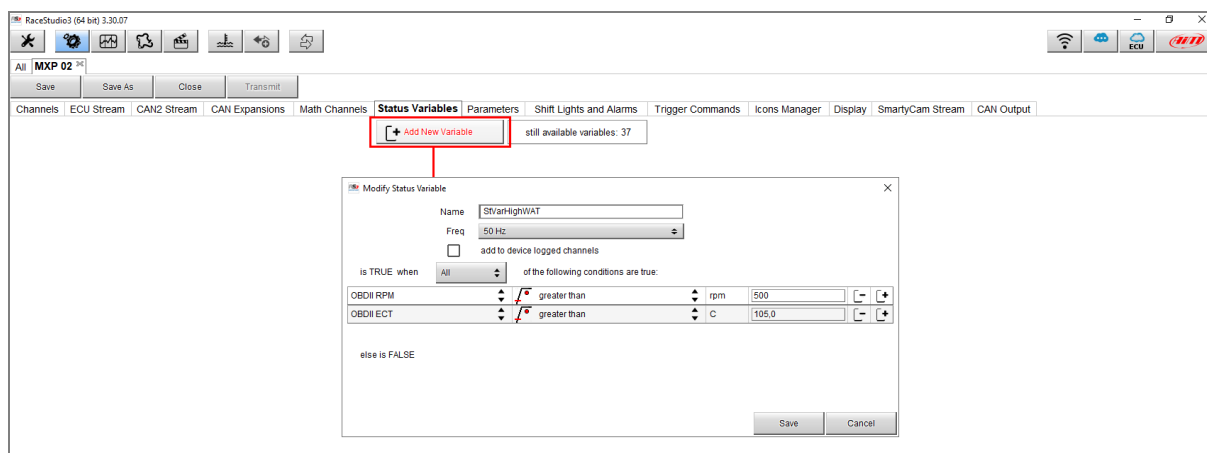 RaceStudio3 (64 bit) 3.30.07
ECU
AiM
All MXP 02
Save Save As Close Transmit
Channels ECU Stream CAN2 Stream CAN Expansions Math Channels Status Variables Parameters Shift Lights and Alarms Trigger Commands Icons Manager Display SmartyCam Stream CAN Output
Add New Variable still available variables: 37
Modify Status Variable
Name StVarHighWAT
Freq 50 Hz
add to device logged channels
is TRUE when All of the following conditions are true:
OBDII RPM greater than rpm 500
OBDII ECT greater than C 105,0
else is FALSE
Save Cancel